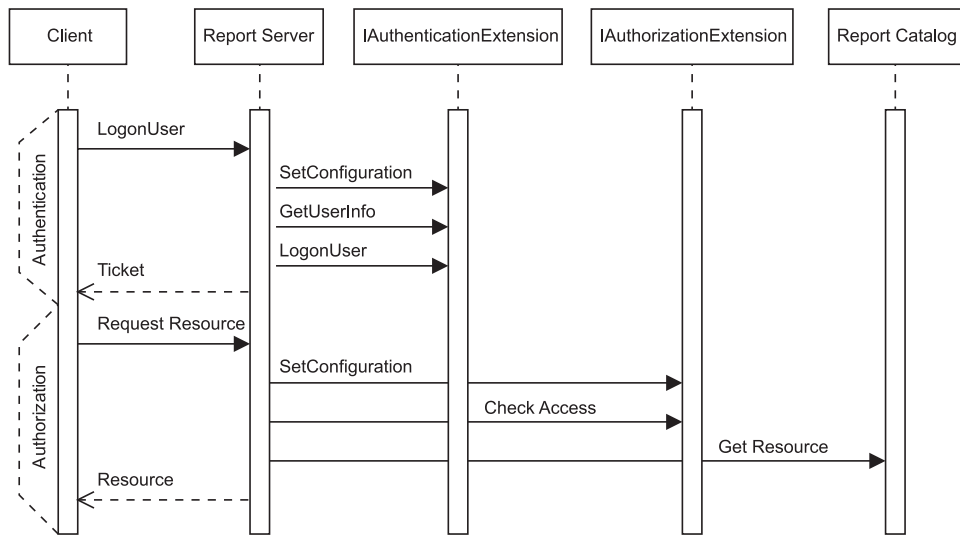 Client
Report Server
IAuthenticationExtension
IAuthorizationExtension
Report Catalog
LogonUser
SetConfiguration
GetUserInfo
LogonUser
Authentication
Ticket
Request Resource
SetConfiguration
Check Access
Authorization
Get Resource
Resource